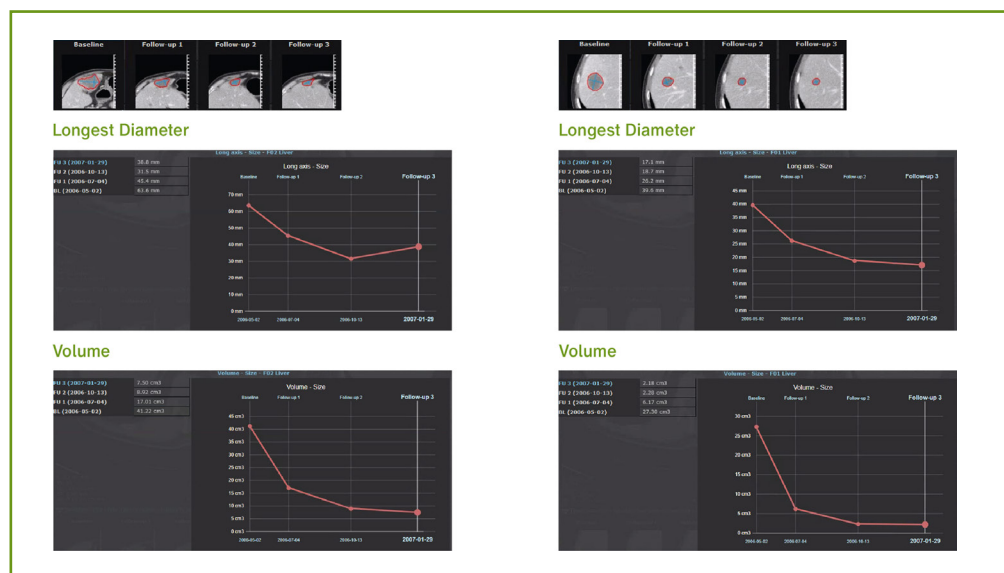 Baseline Follow-up 1 Follow-up 2 Follow-up 3
Longest Diameter
FU 3 (2007-01-29) 38.8 mm
FU 2 (2006-10-13) 31.5 mm
FU 1 (2006-07-04) 45.4 mm
BL (2006-05-02) 63.6 mm
Long axis - Size
Baseline Follow-up 1 Follow-up 2 Follow-up 3
70 mm
60 mm
50 mm
40 mm
30 mm
20 mm
10 mm
0 mm
2006-05-02 2006-07-04 2006-10-13 2007-01-29
Volume
Volume - Size - F02 Liver
FU 3 (2007-01-29) 7.50 cm3
FU 2 (2006-10-13) 8.92 cm3
FU 1 (2006-07-04) 17.01 cm3
BL (2006-05-02) 41.22 cm3
Volume - Size
Baseline Follow-up 1 Follow-up 2 Follow-up 3
45 cm3
40 cm3
35 cm3
30 cm3
25 cm3
20 cm3
15 cm3
10 cm3
5 cm3
0 cm3
2006-05-02 2006-07-04 2006-10-13 2007-01-29
Baseline Follow-up 1 Follow-up 2 Follow-up 3
Longest Diameter
Long axis - Size - F01 Liver
FU 3 (2007-01-29) 17.1 mm
FU 2 (2006-10-13) 18.7 mm
FU 1 (2006-07-04) 26.2 mm
BL (2006-05-02) 39.6 mm
Long axis - Size
Baseline Follow-up 1 Follow-up 2 Follow-up 3
45 mm
40 mm
35 mm
30 mm
25 mm
20 mm
15 mm
10 mm
5 mm
0 mm
2006-05-02 2006-07-04 2006-10-13 2007-01-29
Volume
Volume - Size - F01 Liver
FU 3 (2007-01-29) 2.18 cm3
FU 2 (2006-10-13) 2.28 cm3
FU 1 (2006-07-04) 6.17 cm3
BL (2006-05-02)
Volume - Size
Baseline Follow-up 1 Follow-up 2 Follow-up 3
30 cm3
25 cm3
20 cm3
15 cm3
10 cm3
5 cm3
0 cm3
2006-05-02 2006-07-04 2006-10-13 2007-01-29